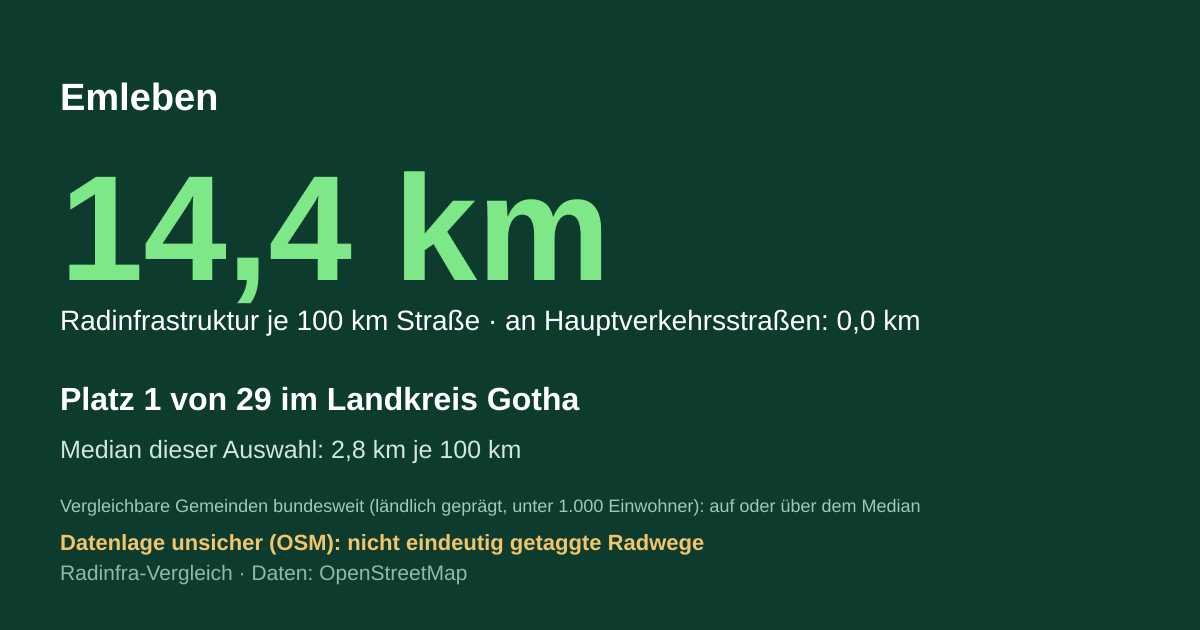 Emleben
14,4 km
Radinfrastruktur je 100 km Straße · an Hauptverkehrsstraßen: 0,0 km
Platz 1 von 29 im Landkreis Gotha
Median dieser Auswahl: 2,8 km je 100 km
Vergleichbare Gemeinden bundesweit (ländlich geprägt, unter 1.000 Einwohner): auf oder über dem Median
Datenlage unsicher (OSM): nicht eindeutig getaggte Radwege
Radinfra-Vergleich · Daten: OpenStreetMap